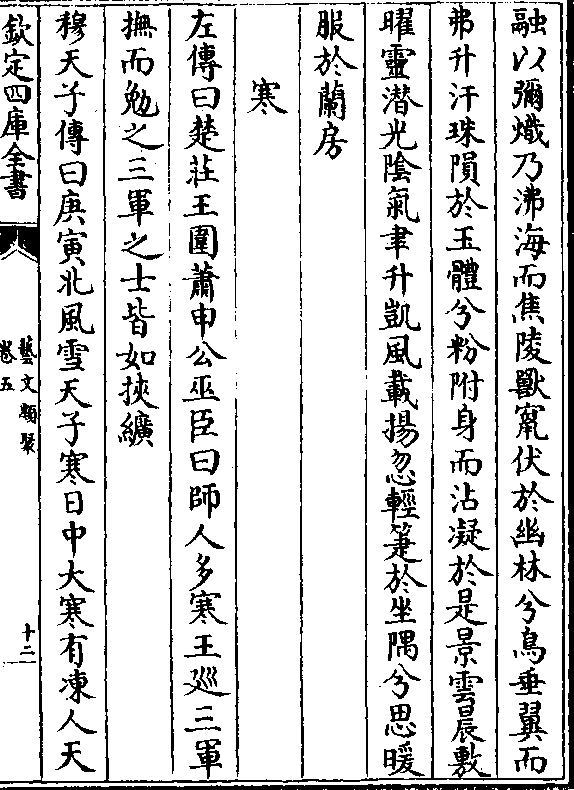 融以彌熾乃沸海而焦陵獸竄伏於幽林兮鳥垂翼而
弗升汗珠隕於玉體兮粉附身而沾凝於是景雲晨敷
曜靈潜光陰氣聿升凱風載揚忽輕箑於坐隅兮思暖
服於蘭房
寒
左傳曰楚莊王圍蕭申公巫臣曰師人多寒王廵三軍
撫而勉之三軍之士皆如挾纊
穆天子傳曰庚寅北風雪天子寒日中大寒有凍人天
欽定四庫全書
藝文類聚
卷五
十二